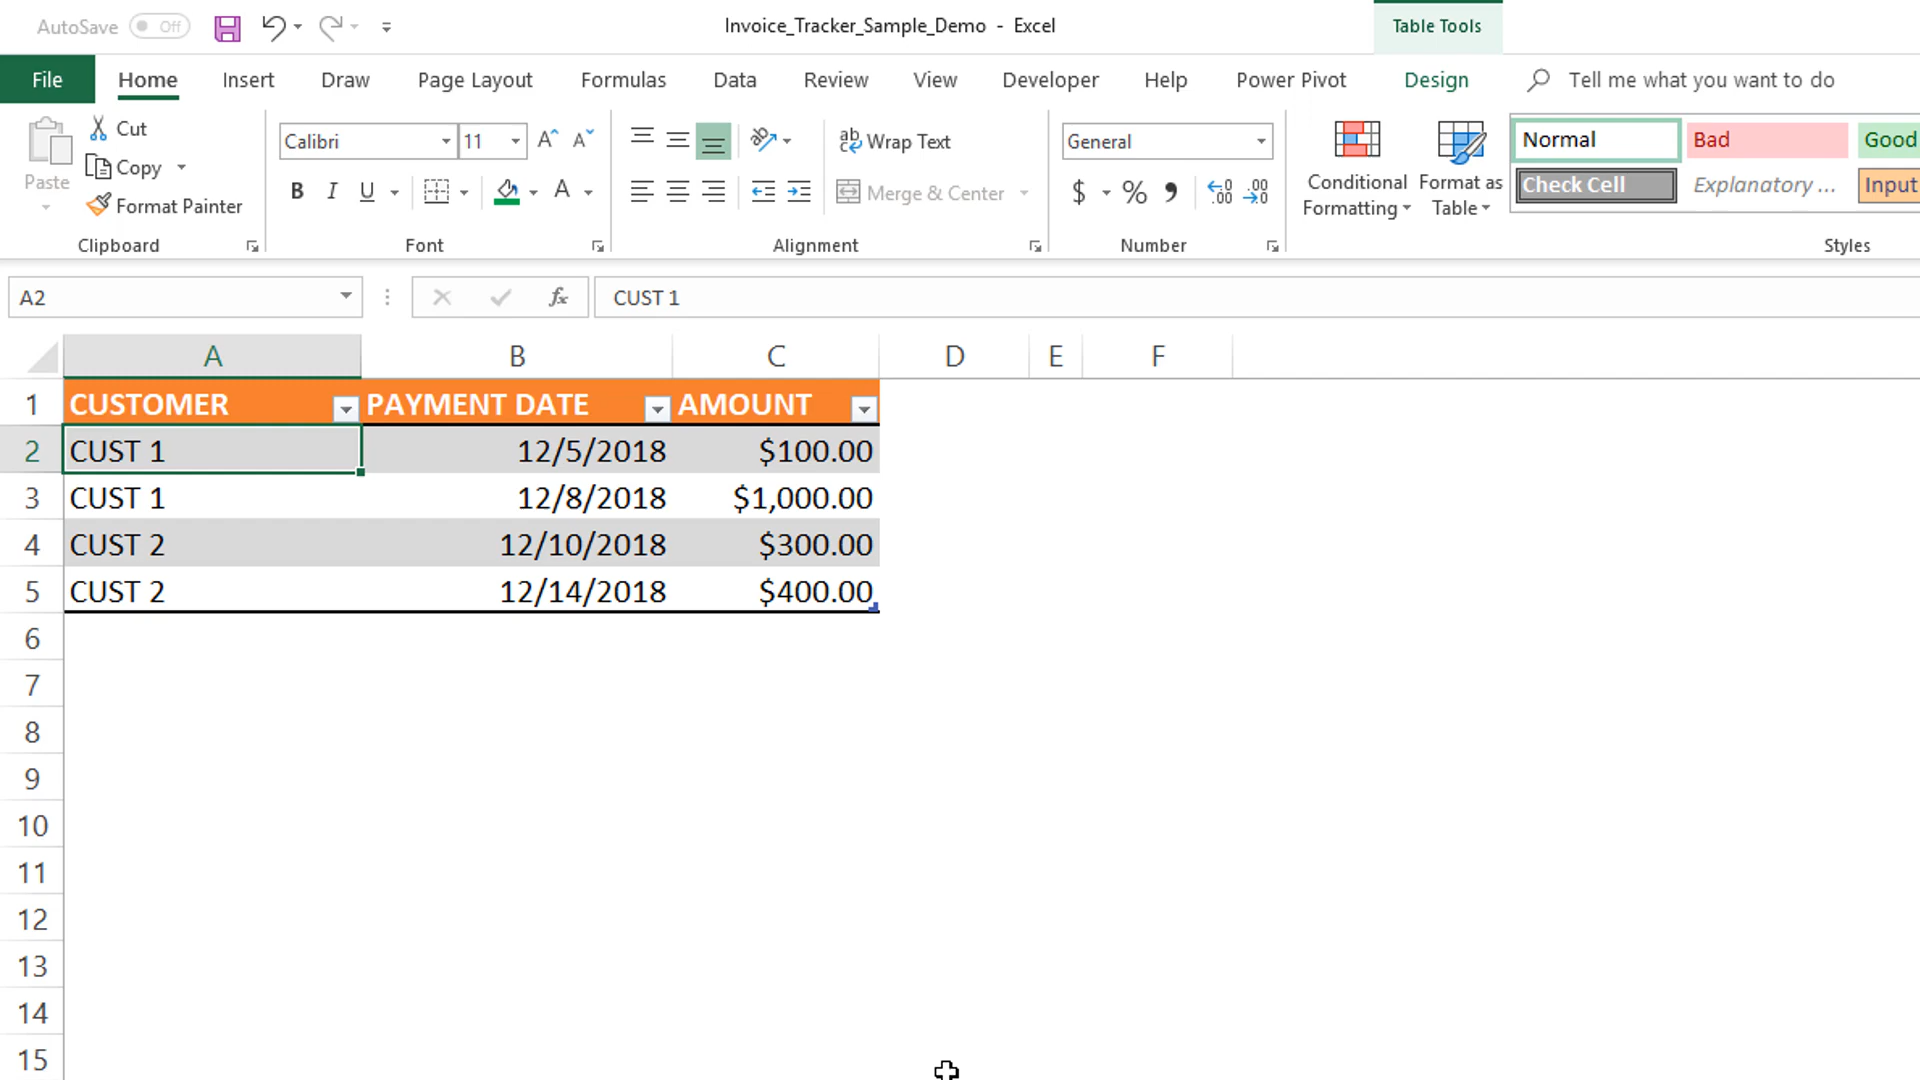 AutoSave Off
Invoice_Tracker_Sample_Demo - Excel
Table Tools
File Home Insert Draw Page Layout Formulas Data Review View Developer Help Power Pivot Design Tell me what you want to do
Paste
Cut
Copy
Format Painter
Clipboard
Calibri 11
B I U A
Font
Wrap Text
Merge & Center
Alignment
General
$ % , .00 .00
Number
Conditional Formatting
Format as Table
Normal Bad Good
Check Cell Explanatory ... Input
Styles
A2 fx CUST 1
A B C D E F
1 CUSTOMER PAYMENT DATE AMOUNT
2 CUST 1 12/5/2018 $100.00
3 CUST 1 12/8/2018 $1,000.00
4 CUST 2 12/10/2018 $300.00
5 CUST 2 12/14/2018 $400.00
6
7
8
9
10
11
12
13
14
15